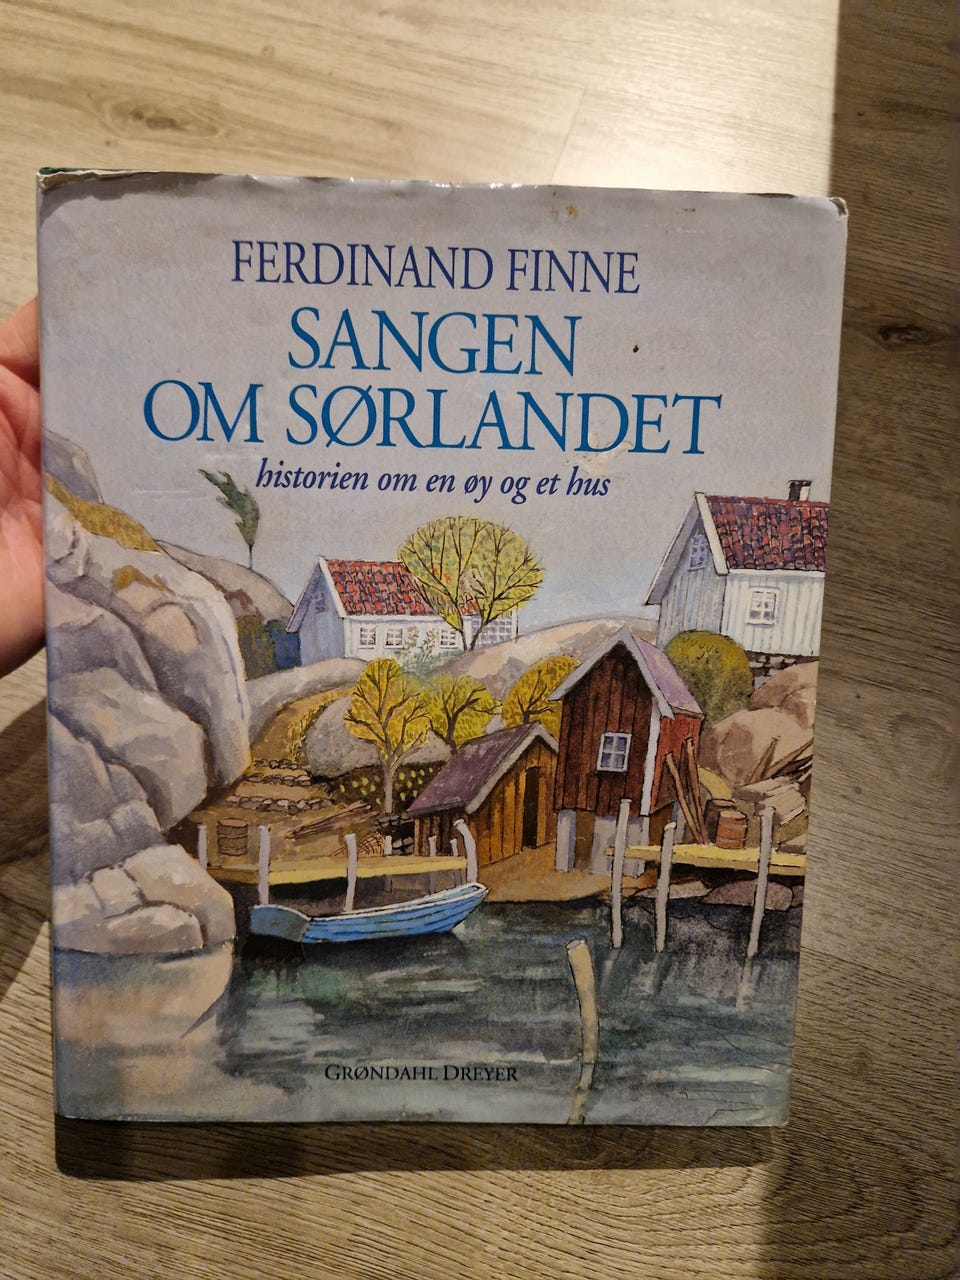 FERDINAND FINNE
SANGEN
OM SØRLANDET
historien om en øy og et hus
GRØNDAHL DREYER